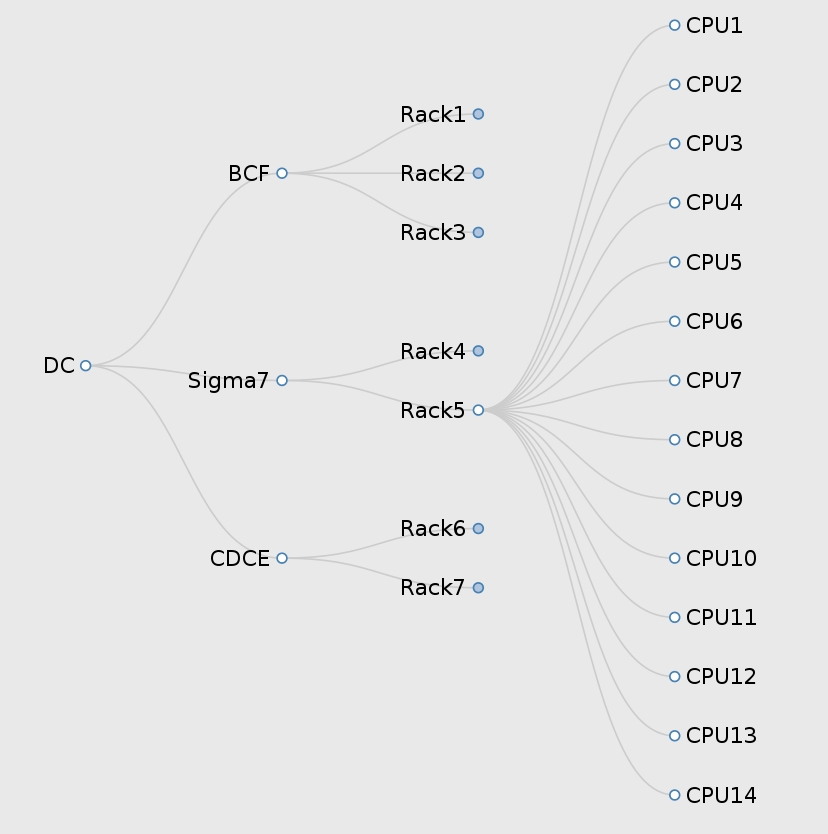 DC
BCF
Sigma7
CDCE
Rack1
Rack2
Rack3
Rack4
Rack5
Rack6
Rack7
CPU1
CPU2
CPU3
CPU4
CPU5
CPU6
CPU7
CPU8
CPU9
CPU10
CPU11
CPU12
CPU13
CPU14